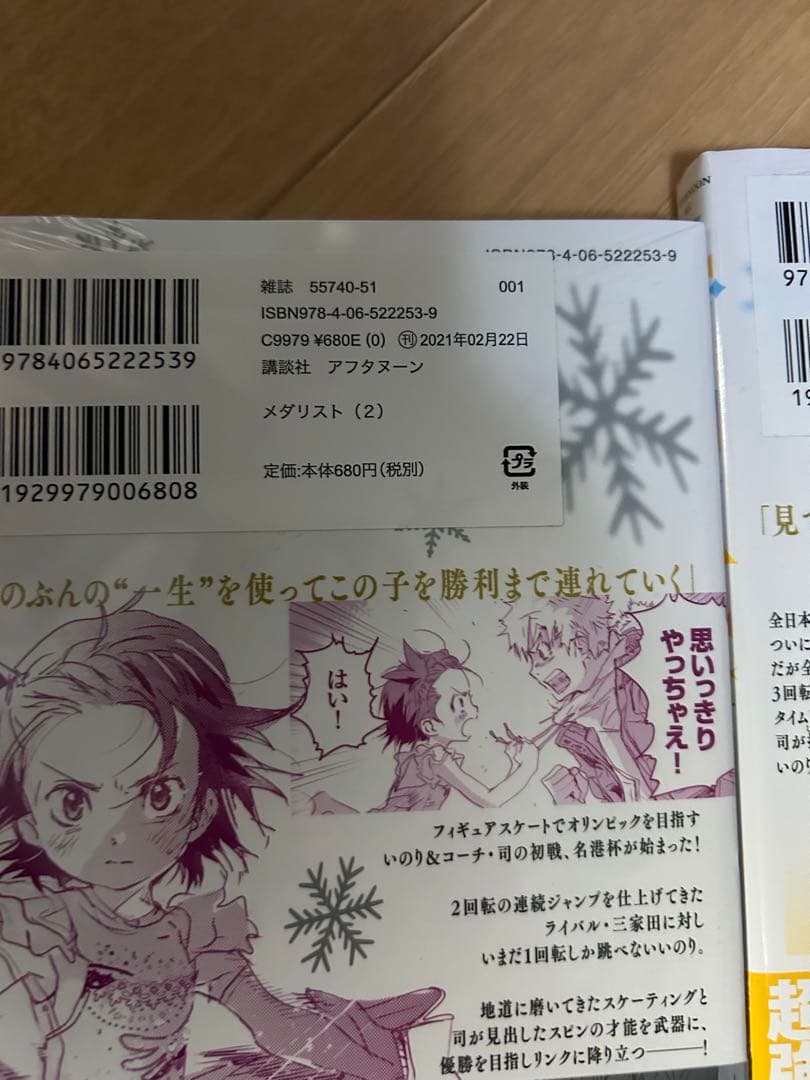 ISBN978-4-06-522253-9
雑誌 55740-51 001
ISBN978-4-06-522253-9
C9979 ¥680E (0) ㊗2021年02月22日
講談社 アフタヌーン
メダリスト（2）
定価:本体680円(税別)
プラ
外装
9784065222539
1929979006808
のぶんの“一生”を使ってこの子を勝利まで連れていく」
はい！
思いっきり
やっちゃえ！
フィギュアスケートでオリンピックを目指す
いのり&コーチ・司の初戦、名港杯が始まった！
2回転の連続ジャンプを仕上げてきた
ライバル・三家田に対し
いまだ1回転しか跳べないいのり。
地道に磨いてきたスケーティングと
司が見出したスピンの才能を武器に、
優勝を目指しリンクに降り立つ———！
97
19
「見つ
全日本
ついに
だが全
3回転
タイム
司が
いのり
超